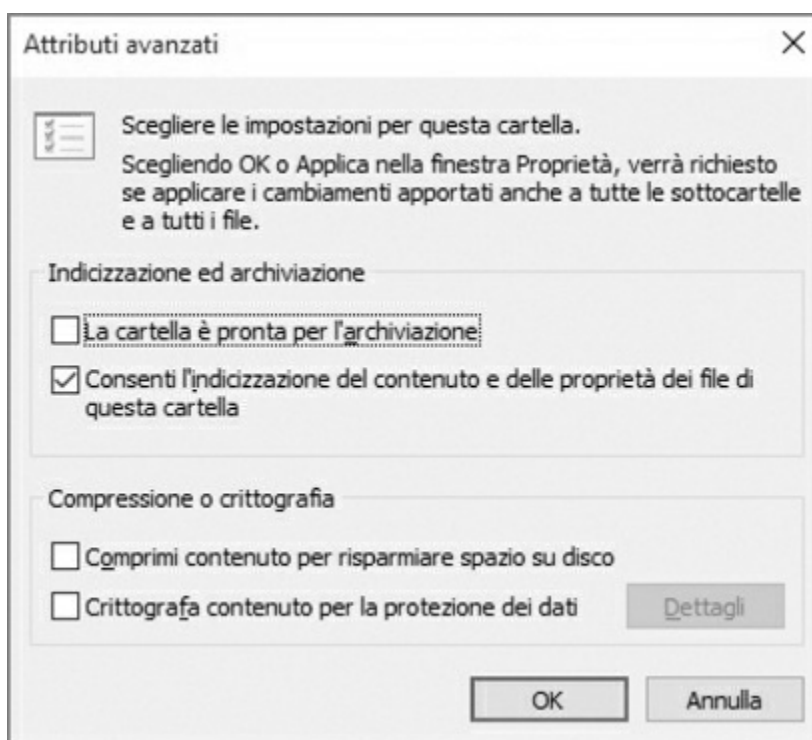 Attributi avanzati
Scegliere le impostazioni per questa cartella.
Scegliendo OK o Applica nella finestra Proprietà, verrà richiesto
se applicare i cambiamenti apportati anche a tutte le sottocartelle
e a tutti i file.
Indicizzazione ed archiviazione
La cartella è pronta per l'archiviazione
Consenti l'indicizzazione del contenuto e delle proprietà dei file di
questa cartella
Compressione o crittografia
Comprimi contenuto per risparmiare spazio su disco
Crittografa contenuto per la protezione dei dati
Dettagli
OK
Annulla